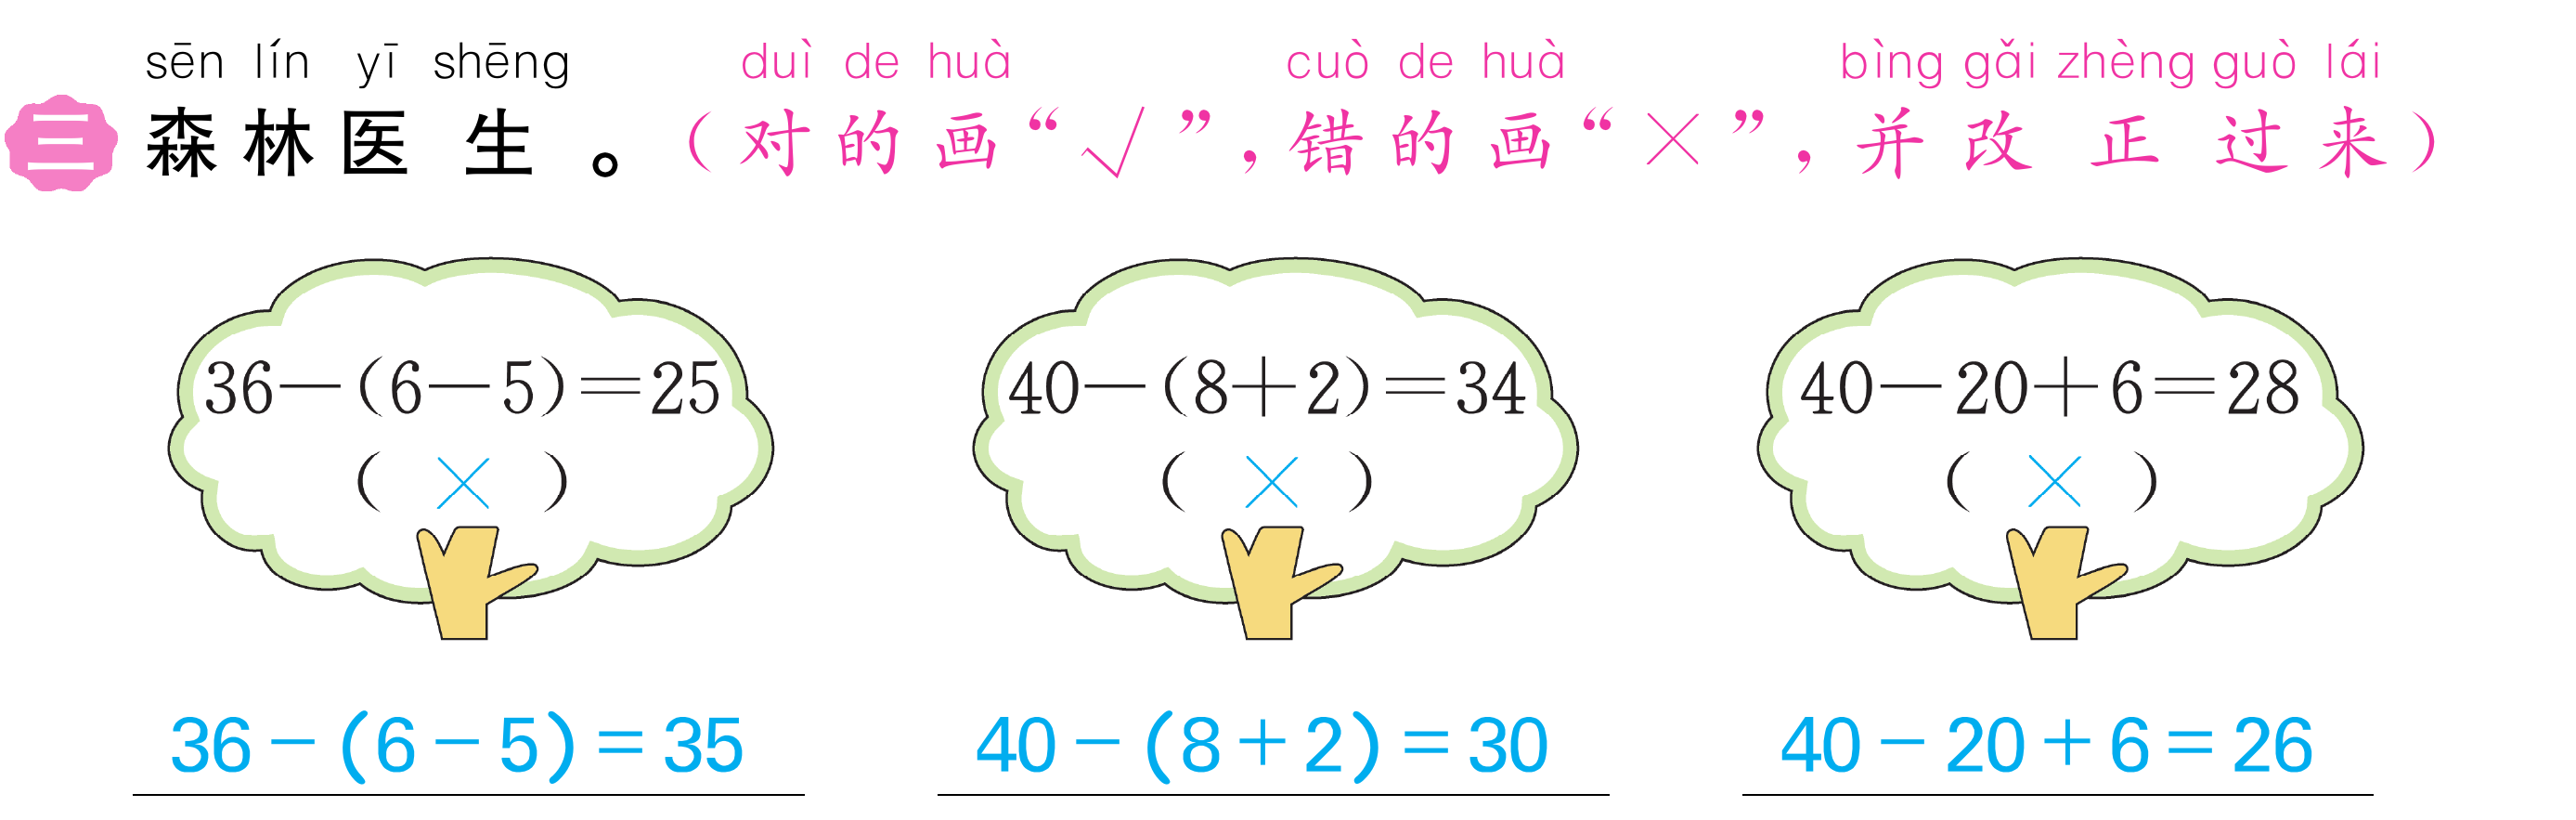 sēn lín yī shēng duì de huà cuò de huà bìng gǎi zhèng guò lái
三 森林医生。(对的画“√”,错的画“×”,并改正过来)
36－(6－5)＝25 40－(8＋2)＝34 40－20＋6＝28
( × ) ( × ) ( × )
36－(6－5)＝35 40－(8＋2)＝30 40－20＋6＝26